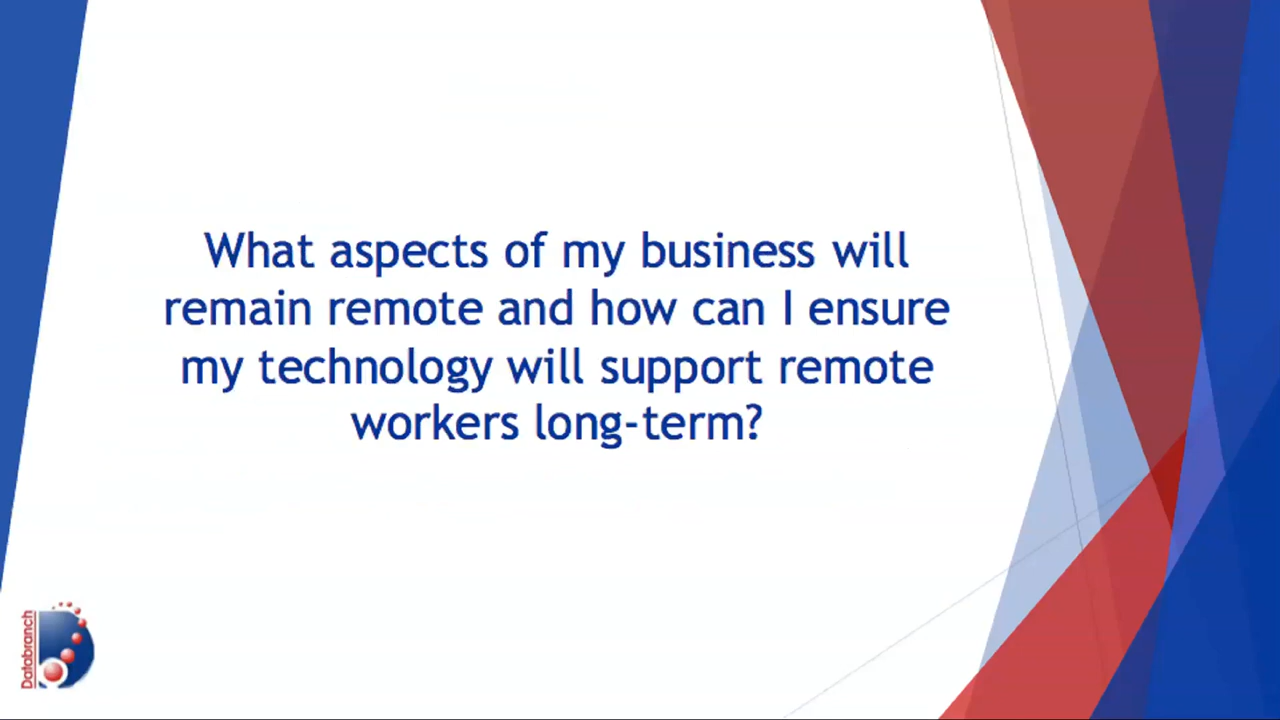 What aspects of my business will
remain remote and how can I ensure
my technology will support remote
workers long-term?
Databranch